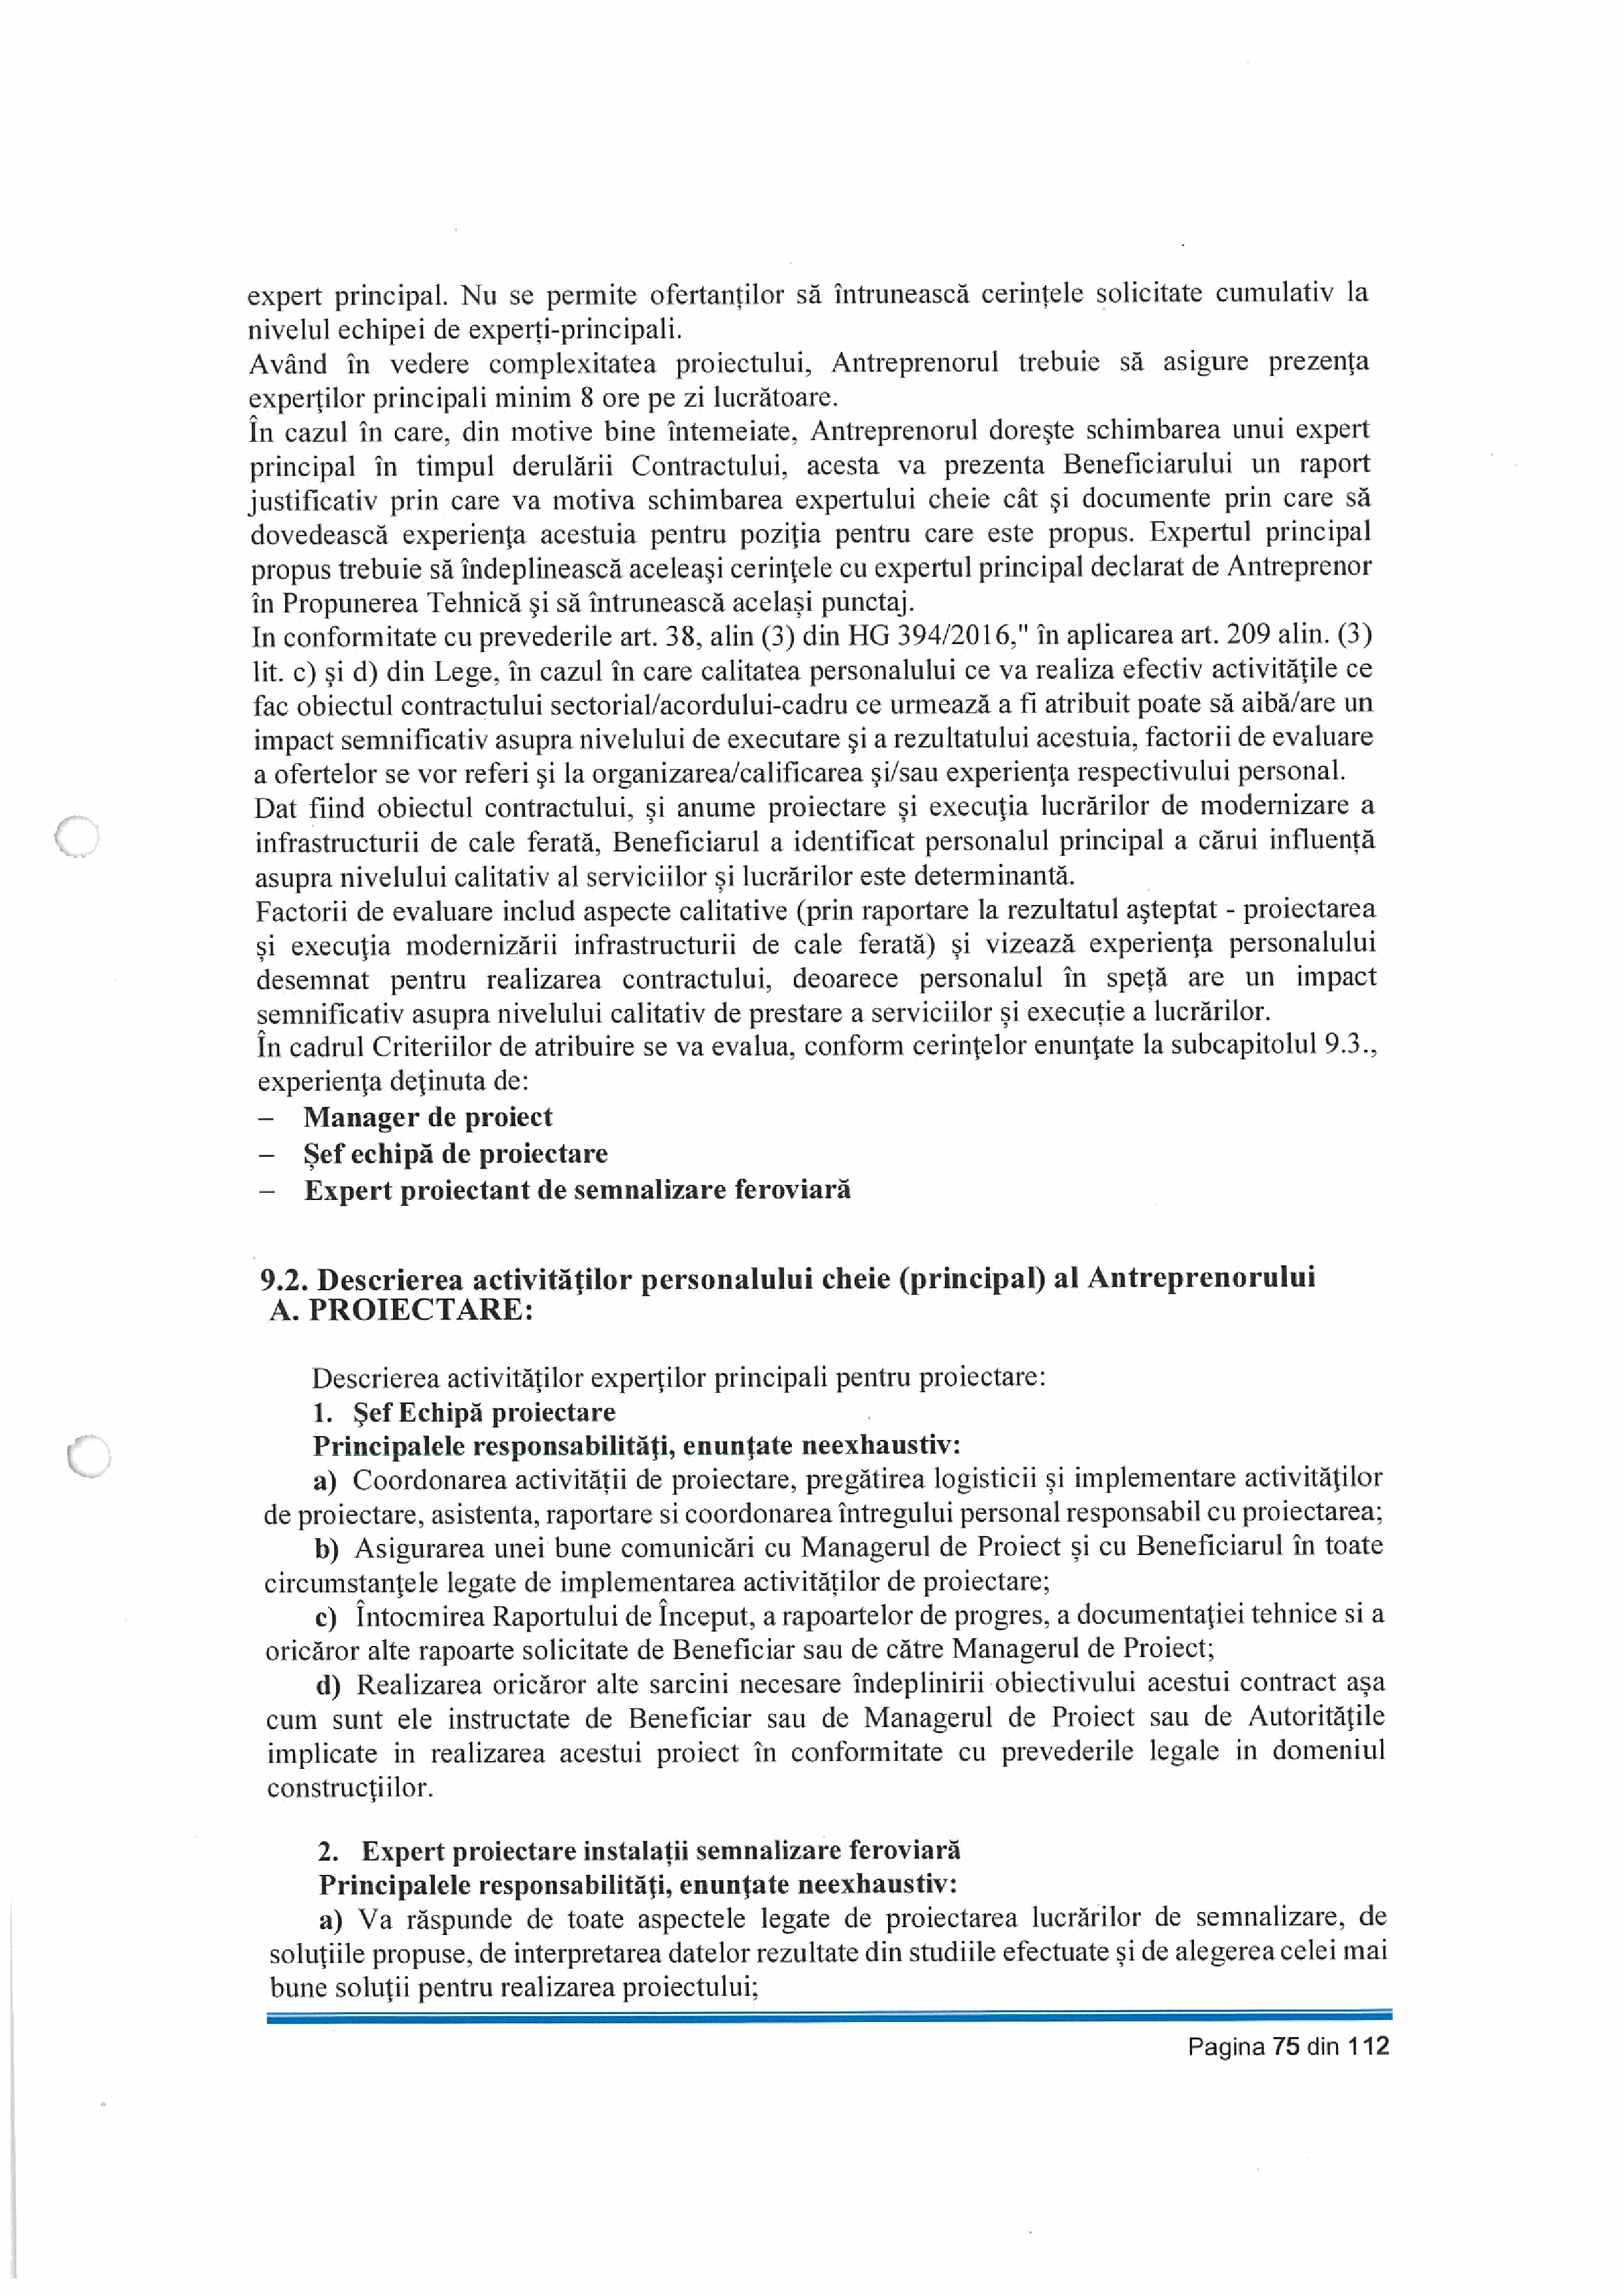 expert principal. Nu se permite ofertanților să întrunească cerințele solicitate cumulativ la
nivelul echipei de experți-principali.
Având în vedere complexitatea proiectului, Antreprenorul trebuie să asigure prezența
experților principali minim 8 ore pe zi lucrătoare.
În cazul în care, din motive bine întemeiate, Antreprenorul dorește schimbarea unui expert
principal în timpul derulării Contractului, acesta va prezenta Beneficiarului un raport
justificativ prin care va motiva schimbarea expertului cheie cât și documente prin care să
dovedească experiența acestuia pentru poziția pentru care este propus. Expertul principal
propus trebuie să îndeplinească aceleași cerințele cu expertul principal declarat de Antreprenor
în Propunerea Tehnică și să întrunească același punctaj.
In conformitate cu prevederile art. 38, alin (3) din HG 394/2016," în aplicarea art. 209 alin. (3)
lit. c) și d) din Lege, în cazul în care calitatea personalului ce va realiza efectiv activitățile ce
fac obiectul contractului sectorial/acordului-cadru ce urmează a fi atribuit poate să aibă/are un
impact semnificativ asupra nivelului de executare și a rezultatului acestuia, factorii de evaluare
a ofertelor se vor referi și la organizarea/calificarea și/sau experiența respectivului personal.
Dat fiind obiectul contractului, și anume proiectare și execuția lucrărilor de modernizare a
infrastructurii de cale ferată, Beneficiarul a identificat personalul principal a cărui influență
asupra nivelului calitativ al serviciilor și lucrărilor este determinantă.
Factorii de evaluare includ aspecte calitative (prin raportare la rezultatul așteptat - proiectarea
și execuția modernizării infrastructurii de cale ferată) și vizează experiența personalului
desemnat pentru realizarea contractului, deoarece personalul în speță are un impact
semnificativ asupra nivelului calitativ de prestare a serviciilor și execuție a lucrărilor.
În cadrul Criteriilor de atribuire se va evalua, conform cerințelor enunțate la subcapitolul 9.3.,
experiența deținuta de:
– Manager de proiect
– Șef echipă de proiectare
– Expert proiectant de semnalizare feroviară
9.2. Descrierea activităților personalului cheie (principal) al Antreprenorului
A. PROIECTARE:
Descrierea activităților experților principali pentru proiectare:
1. Șef Echipă proiectare
Principalele responsabilități, enunțate neexhaustiv:
a) Coordonarea activității de proiectare, pregătirea logisticii și implementare activităților
de proiectare, asistenta, raportare si coordonarea întregului personal responsabil cu proiectarea;
b) Asigurarea unei bune comunicări cu Managerul de Proiect și cu Beneficiarul în toate
circumstanțele legate de implementarea activităților de proiectare;
c) Întocmirea Raportului de Început, a rapoartelor de progres, a documentației tehnice si a
oricăror alte rapoarte solicitate de Beneficiar sau de către Managerul de Proiect;
d) Realizarea oricăror alte sarcini necesare îndeplinirii obiectivului acestui contract așa
cum sunt ele instructate de Beneficiar sau de Managerul de Proiect sau de Autoritățile
implicate in realizarea acestui proiect în conformitate cu prevederile legale in domeniul
construcțiilor.
2. Expert proiectare instalații semnalizare feroviară
Principalele responsabilități, enunțate neexhaustiv:
a) Va răspunde de toate aspectele legate de proiectarea lucrărilor de semnalizare, de
soluțiile propuse, de interpretarea datelor rezultate din studiile efectuate și de alegerea celei mai
bune soluții pentru realizarea proiectului;
Pagina 75 din 112